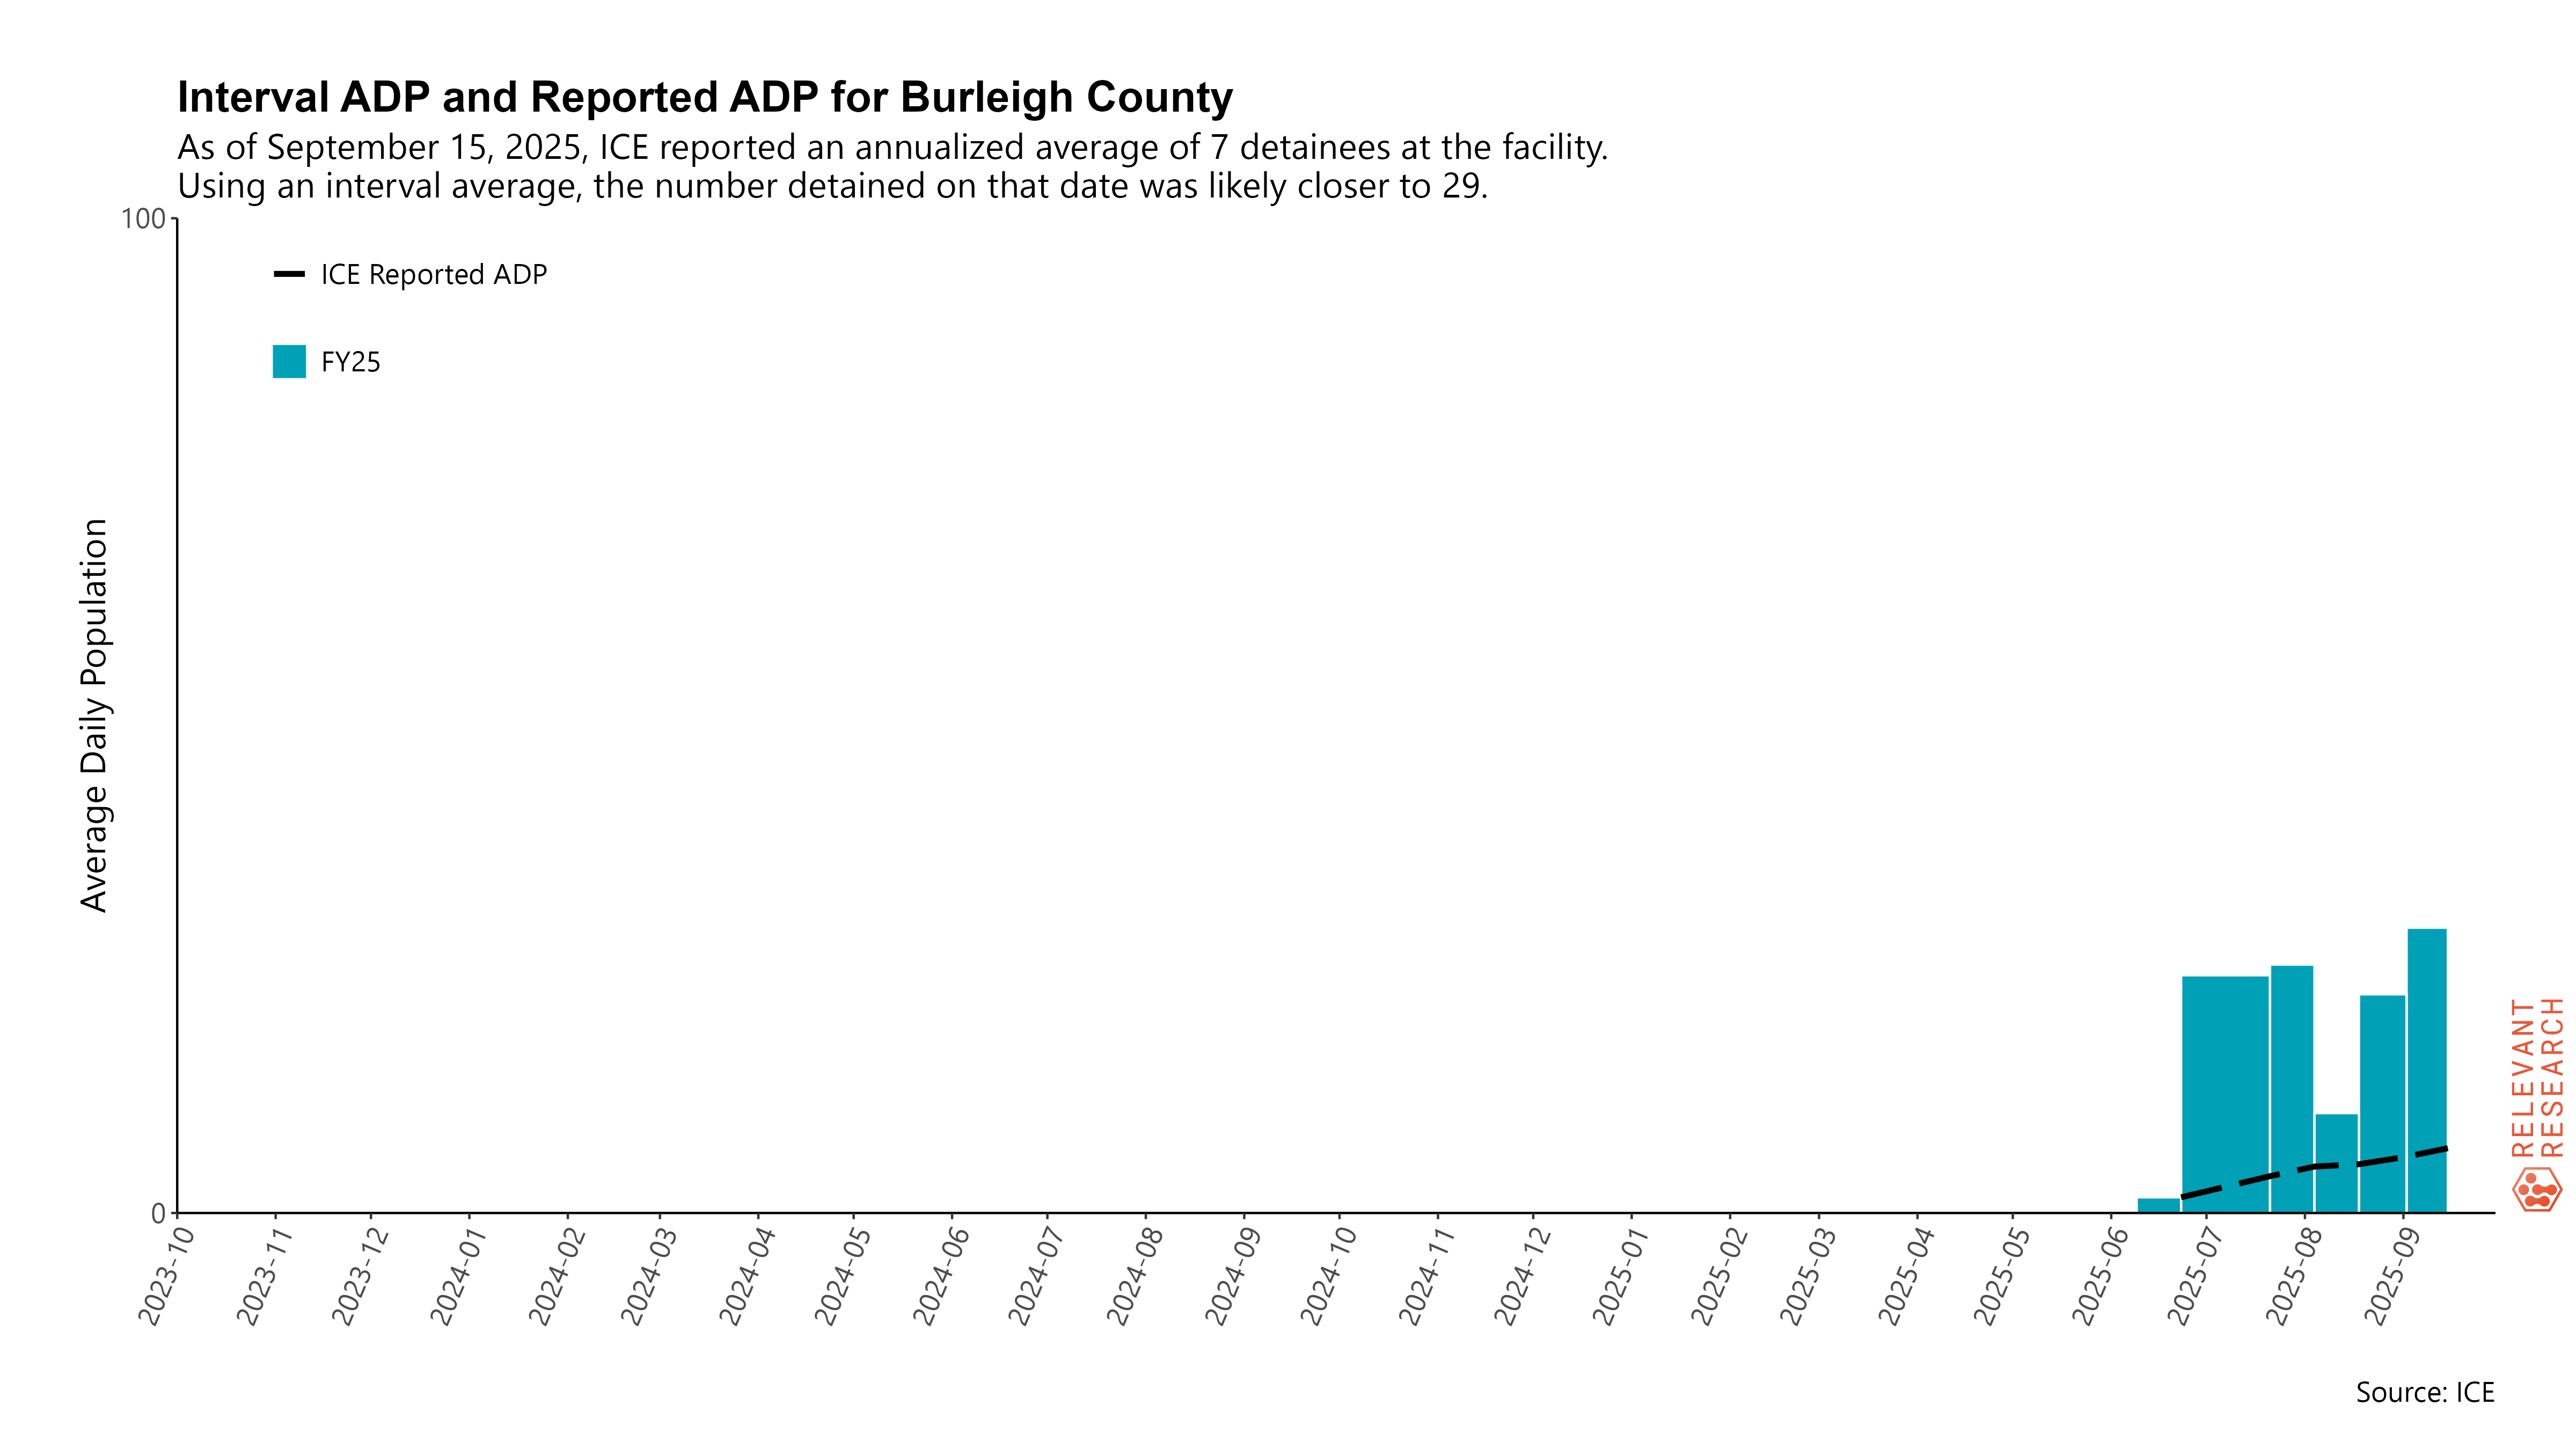 Interval ADP and Reported ADP for Burleigh County
As of September 15, 2025, ICE reported an annualized average of 7 detainees at the facility.
Using an interval average, the number detained on that date was likely closer to 29.
100
ICE Reported ADP
FY25
Average Daily Population
0
2023-10
2023-11
2023-12
2024-01
2024-02
2024-03
2024-04
2024-05
2024-06
2024-07
2024-08
2024-09
2024-10
2024-11
2024-12
2025-01
2025-02
2025-03
2025-04
2025-05
2025-06
2025-07
2025-08
2025-09
RELEVANT
RESEARCH
Source: ICE